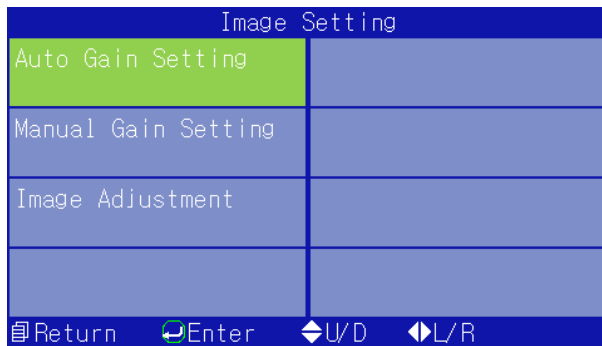 Image Setting
Auto Gain Setting
Manual Gain Setting
Image Adjustment
Return Enter U/D L/R